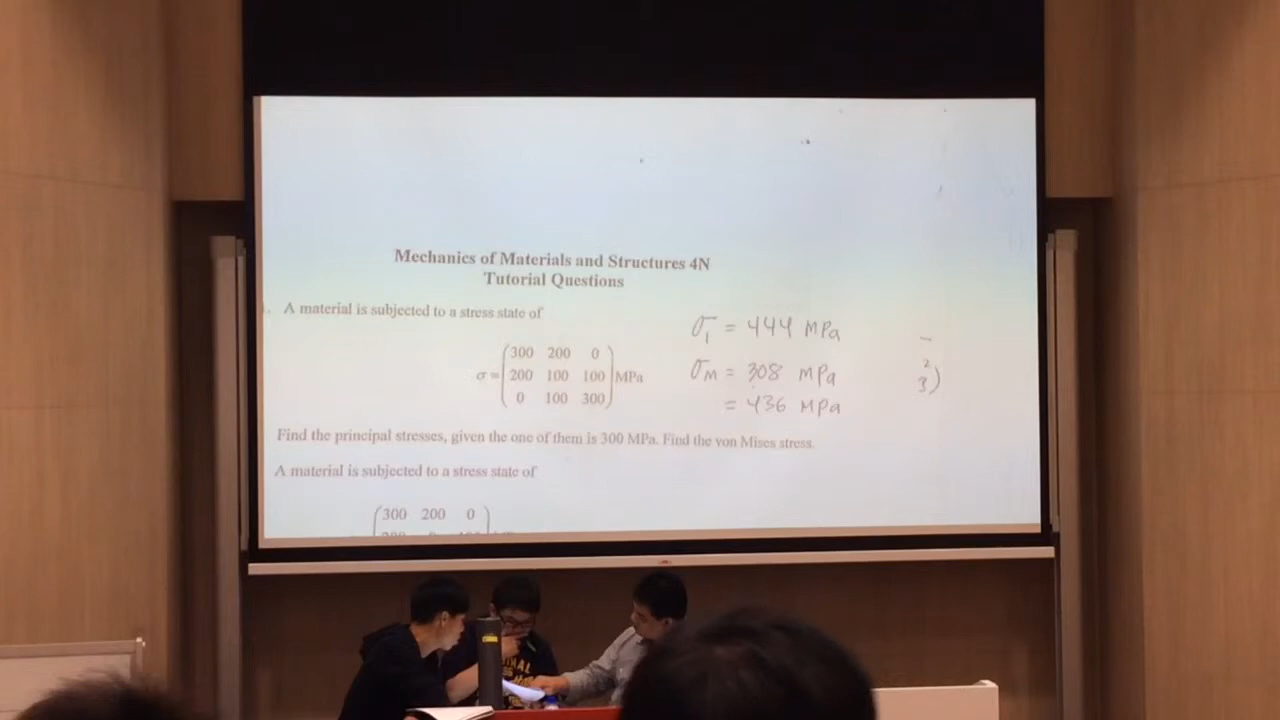 Mechanics of Materials and Structures 4N
Tutorial Questions
A material is subjected to a stress state of
σ = (300 200 0
200 100 100
0 100 300) MPa
σ₁ = 444 MPa
σM = 308 MPa
= 436 MPa
2
3)
Find the principal stresses, given the one of them is 300 MPa. Find the von Mises stress.
A material is subjected to a stress state of
(300 200 0)